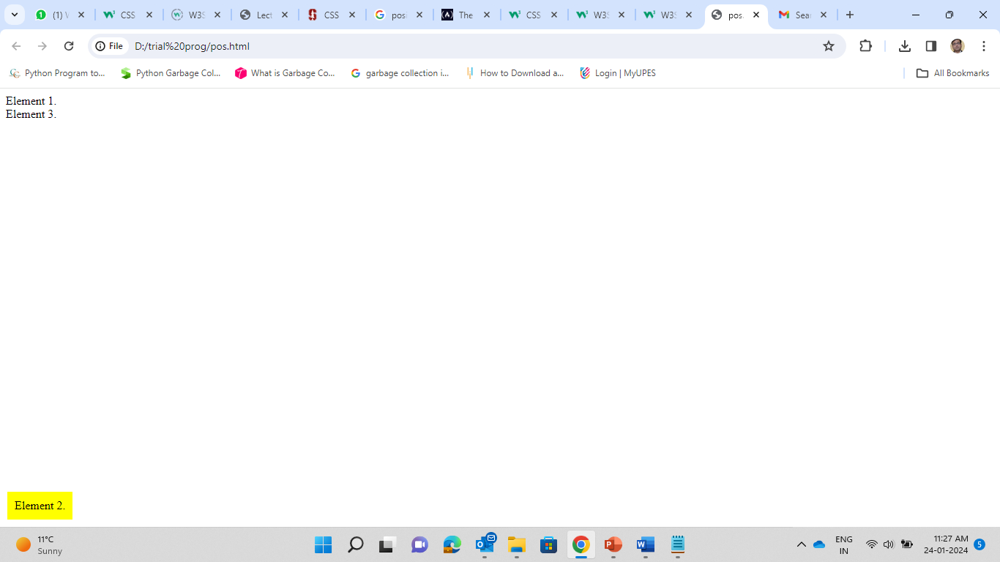 (1) W
CSS
W3S
Lect
CSS
posi
The
CSS
W3S
W3S
pos.
Sear
File
D:/trial%20prog/pos.html
Python Program to...
Python Garbage Col...
What is Garbage Co...
garbage collection i...
How to Download a...
Login | MyUPES
All Bookmarks
Element 1.
Element 3.
Element 2.
11°C
Sunny
ENG
IN
11:27 AM
24-01-2024
5